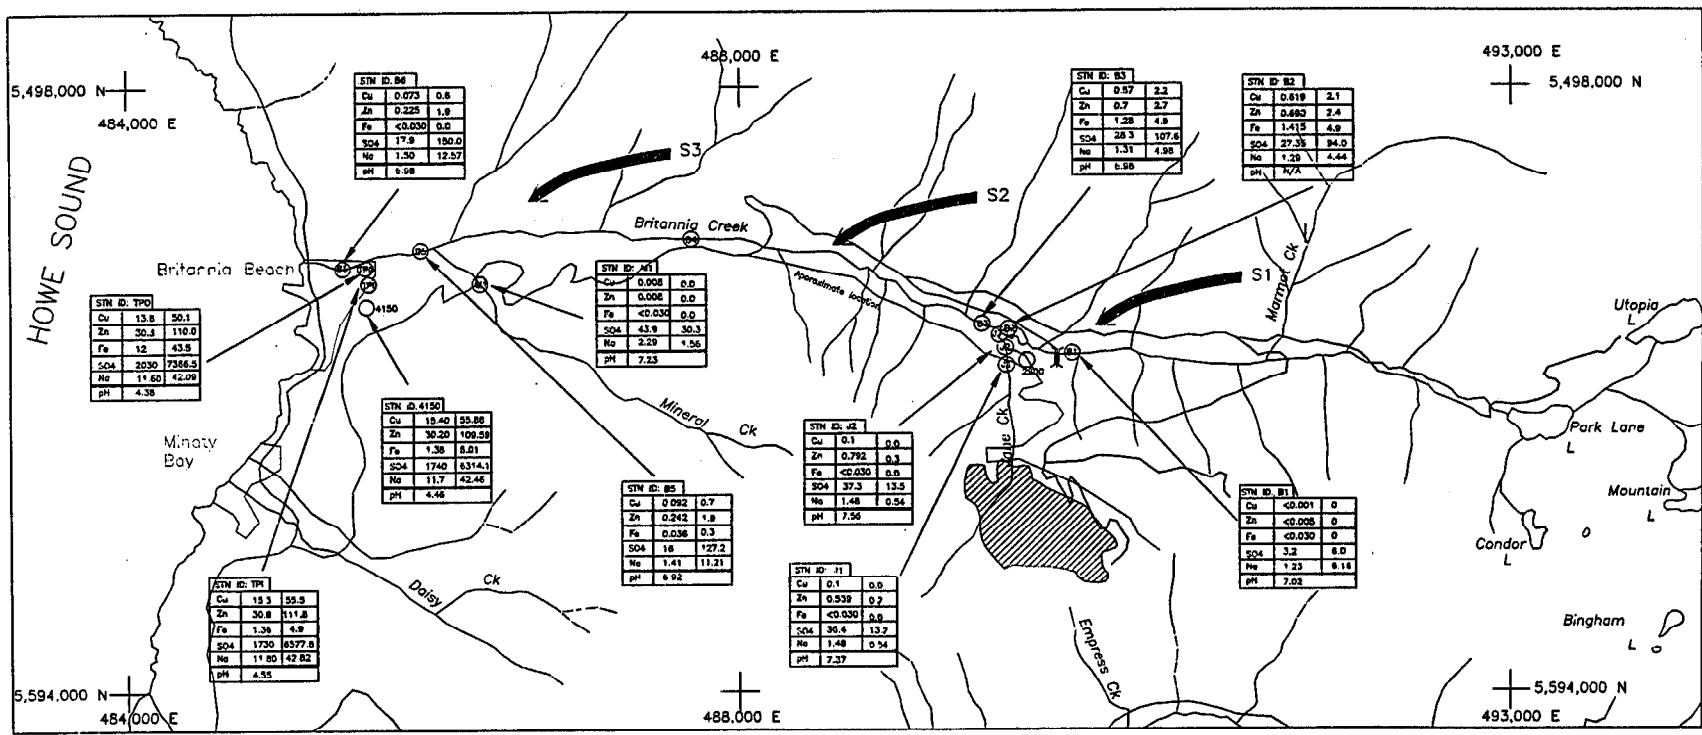 488,000 E
493,000 E
5,498,000 N
484,000 E
5,498,000 N
HOWE SOUND
STN ID: B6
Cu 0.073 0.6
Zn 0.225 1.9
Fe <0.030 0.0
SO4 17.9 150.0
Na 1.50 12.57
pH 6.98
STN ID: B3
Cu 0.57 2.2
Zn 0.7 2.7
Fe 1.28 4.8
SO4 28.3 107.6
Na 1.31 4.98
pH 6.98
STN ID: B2
Cu 0.619 2.1
Zn 0.690 2.4
Fe 1.415 4.9
SO4 27.35 94.0
Na 1.29 4.44
pH N/A
S3
S2
S1
Britannia Creek
Marmot Ck
Britannia Beach
Aproximate location
B4
M1
4150
B3
B2
B1
2200
Utopia
L
STN ID: TPO
Cu 13.8 50.1
Zn 30.3 110.0
Fe 12 43.5
SO4 2030 7366.5
Na 11.60 42.09
pH 4.38
STN ID: M1
Cu 0.008 0.0
Zn 0.008 0.0
Fe <0.030 0.0
SO4 43.9 30.3
Na 2.29 1.56
pH 7.23
STN ID: 4150
Cu 15.40 55.88
Zn 30.20 109.59
Fe 1.38 5.01
SO4 1740 6314.1
Na 11.7 42.46
pH 4.46
Mineral Ck
Minaty
Bay
Park Lane
L
Mountain
L
Condor
L
STN ID: J2
Cu 0.1 0.0
Zn 0.792 0.3
Fe <0.030 0.0
SO4 37.3 13.5
Na 1.48 0.54
pH 7.56
STN ID: B5
Cu 0.092 0.7
Zn 0.242 1.9
Fe 0.036 0.3
SO4 16 127.2
Na 1.41 11.21
pH 6.92
STN ID: B1
Cu <0.001 0
Zn <0.005 0
Fe <0.030 0
SO4 3.2 6.0
Na 1.23 6.16
pH 7.02
STN ID: J1
Cu 0.1 0.0
Zn 0.539 0.2
Fe <0.030 0.0
SO4 36.4 13.2
Na 1.48 0.54
pH 7.37
STN ID: TP1
Cu 15.3 55.5
Zn 30.8 111.8
Fe 1.36 4.9
SO4 1730 6377.8
Na 11.80 42.82
pH 4.55
Daisy Ck
Empress Ck
Bingham
L
5,594,000 N
484,000 E
488,000 E
5,594,000 N
493,000 E